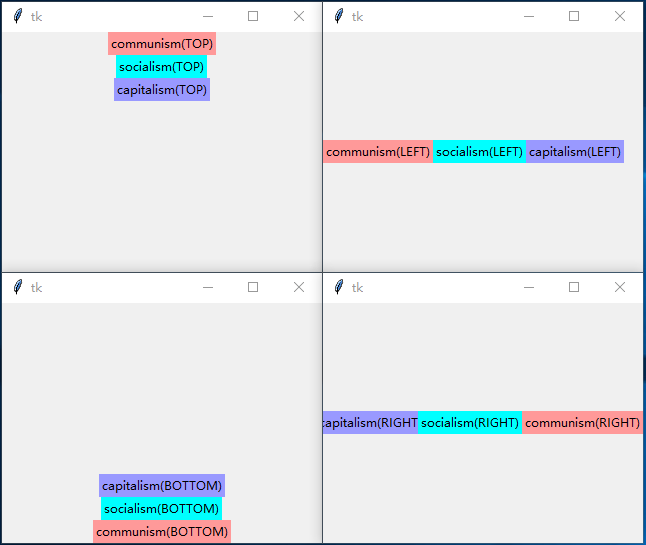 tk
communism(TOP)
socialism(TOP)
capitalism(TOP)
tk
communism(LEFT) socialism(LEFT) capitalism(LEFT)
tk
capitalism(BOTTOM)
socialism(BOTTOM)
communism(BOTTOM)
tk
capitalism(RIGHT socialism(RIGHT) communism(RIGHT)